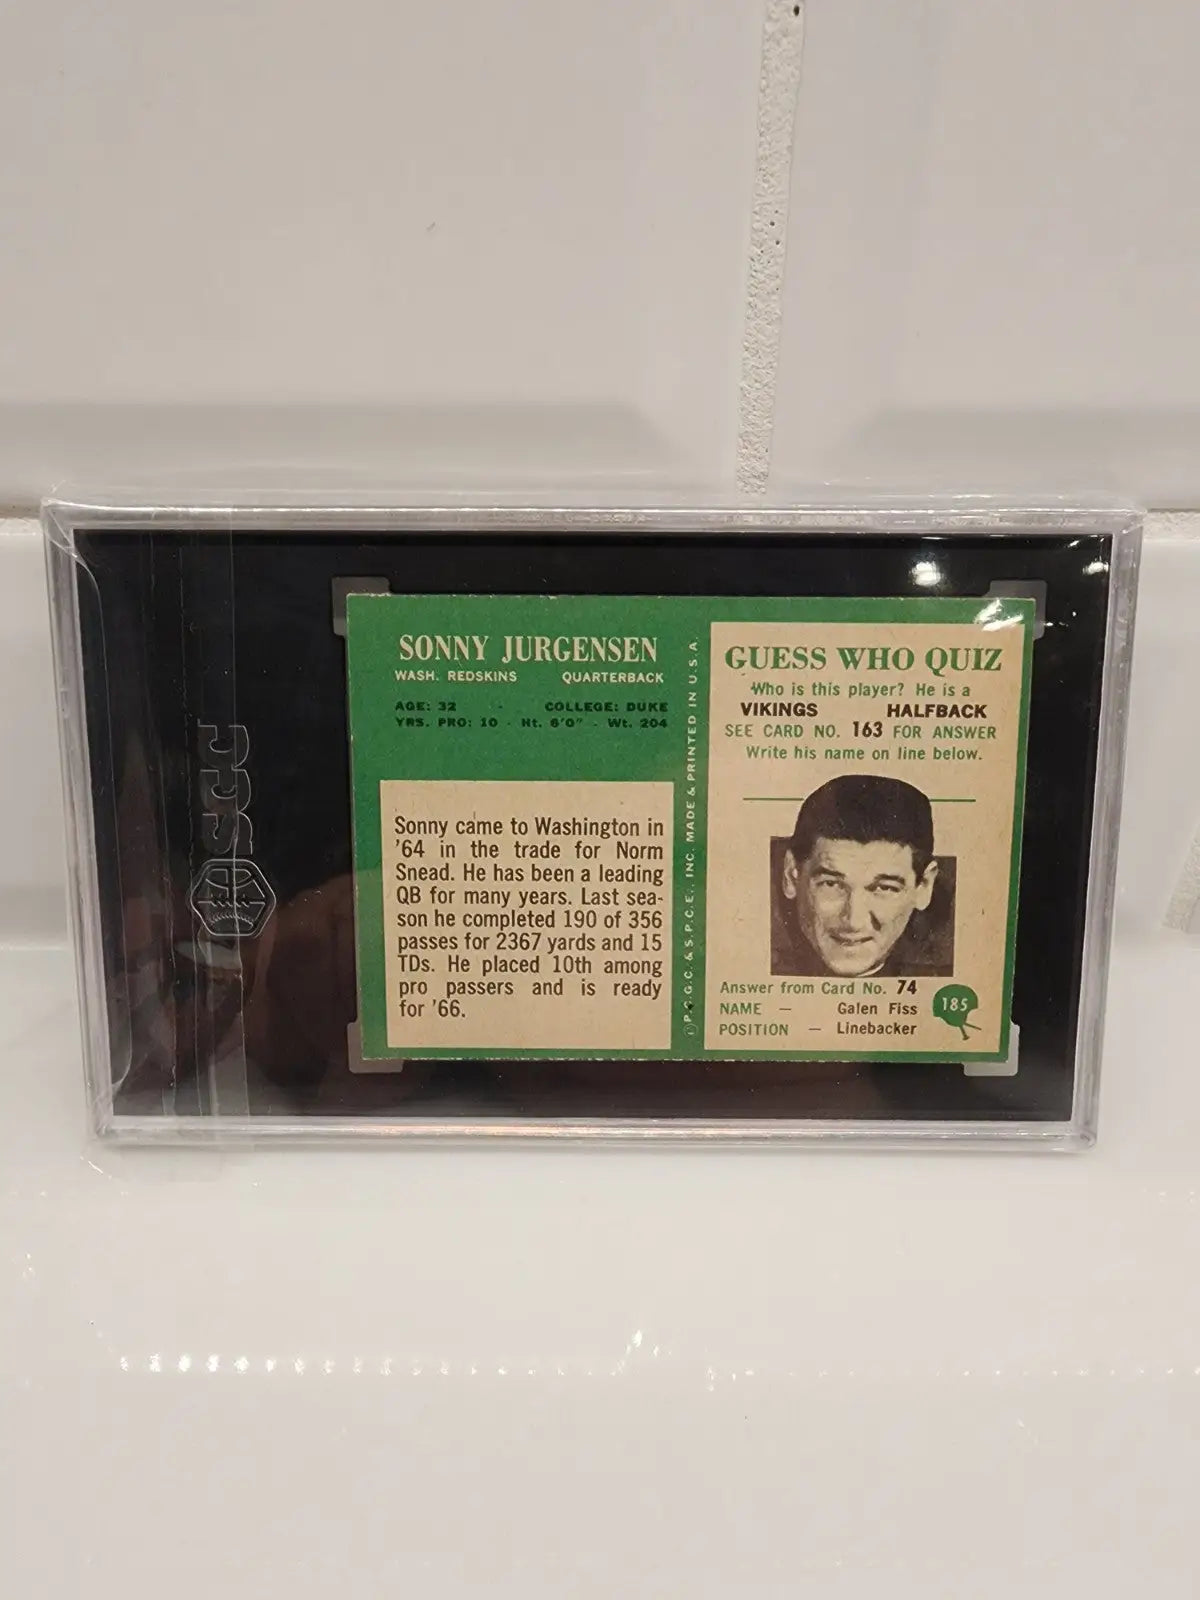 SGC
SONNY JURGENSEN
WASH. REDSKINS QUARTERBACK
AGE: 32 - COLLEGE: DUKE
YRS. PRO: 10 - Ht. 6'0" - Wt. 204
Sonny came to Washington in
'64 in the trade for Norm
Snead. He has been a leading
QB for many years. Last sea-
son he completed 190 of 356
passes for 2367 yards and 15
TDs. He placed 10th among
pro passers and is ready
for '66.
©P.C.G.C. & S.P.C.E., INC. MADE & PRINTED IN U.S.A.
GUESS WHO QUIZ
Who is this player? He is a
VIKINGS HALFBACK
SEE CARD NO. 163 FOR ANSWER
Write his name on line below.
Answer from Card No. 74
NAME — Galen Fiss
POSITION — Linebacker
185